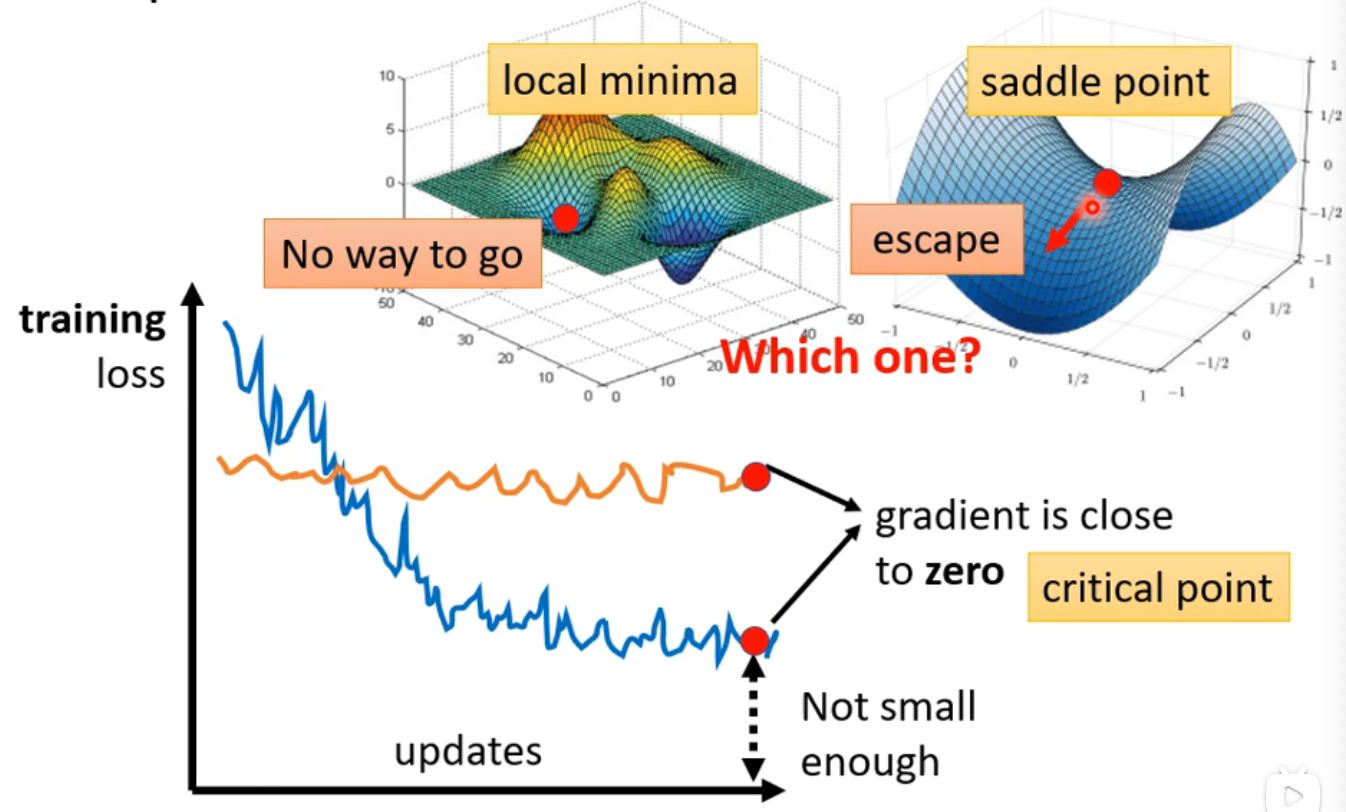 local minima
saddle point
10
5
0
No way to go
escape
1
1/2
0
−1/2
−1
50
40
30
20
10
0
0
10
20
30
40
50
−1
−1/2
0
1/2
1
−1
−1/2
0
1/2
1
Which one?
training
loss
gradient is close
to zero
critical point
Not small
enough
updates